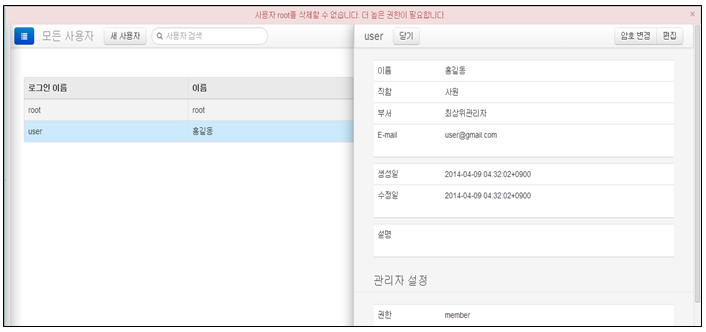 사용자 root를 삭제할 수 없습니다. 더 높은 권한이 필요합니다. ×
모든 사용자 새 사용자 사용자 검색
로그인 이름 이름
root root
user 홍길동
user 닫기 암호 변경 편집
이름 홍길동
직함 사원
부서 최상위관리자
E-mail user@gmail.com
생성일 2014-04-09 04:32:02+0900
수정일 2014-04-09 04:32:02+0900
설명
관리자 설정
권한 member